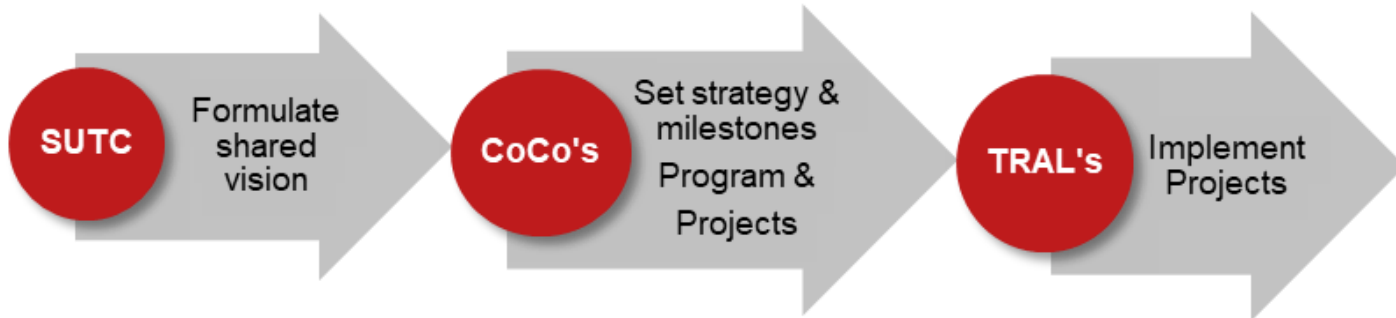 SUTC
Formulate
shared
vision
CoCo's
Set strategy &
milestones
Program &
Projects
TRAL's
Implement
Projects